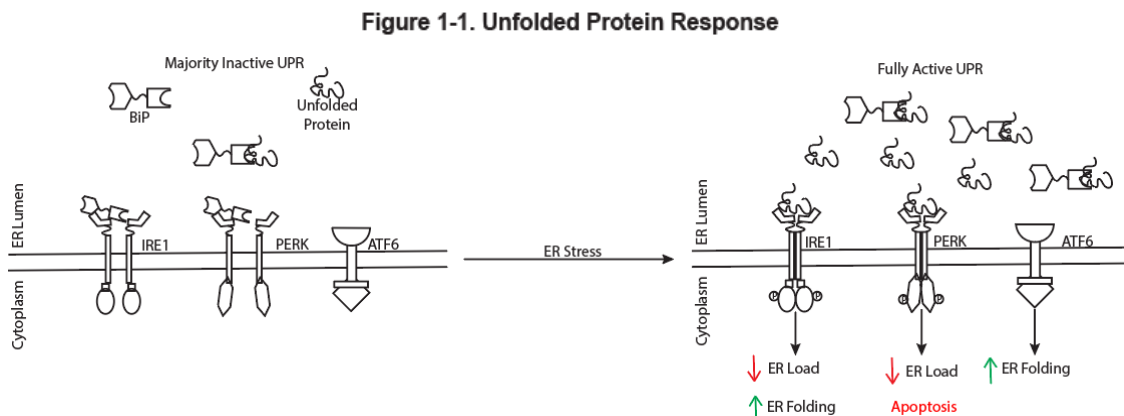 Figure 1-1. Unfolded Protein Response
Majority Inactive UPR
BiP
Unfolded
Protein
ER Lumen
Cytoplasm
IRE1
PERK
ATF6
ER Stress
Fully Active UPR
ER Lumen
Cytoplasm
IRE1
PERK
ATF6
P
P
P
P
ER Load
ER Folding
ER Load
Apoptosis
ER Folding